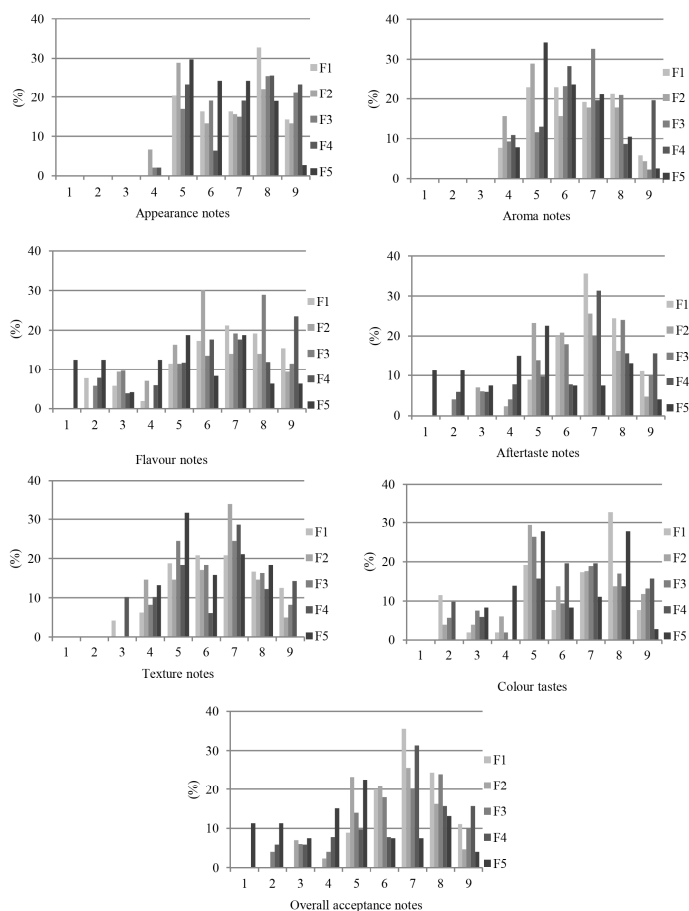 40
30
20
10
0
(%)
1 2 3 4 5 6 7 8 9
Appearance notes
F1
F2
F3
F4
F5
40
30
20
10
0
(%)
1 2 3 4 5 6 7 8 9
Aroma notes
F1
F2
F3
F4
F5
40
30
20
10
0
(%)
1 2 3 4 5 6 7 8 9
Flavour notes
F1
F2
F3
F4
F5
40
30
20
10
0
(%)
1 2 3 4 5 6 7 8 9
Aftertaste notes
F1
F2
F3
F4
F5
40
30
20
10
0
(%)
1 2 3 4 5 6 7 8 9
Texture notes
F1
F2
F3
F4
F5
40
30
20
10
0
(%)
1 2 3 4 5 6 7 8 9
Colour tastes
F1
F2
F3
F4
F5
40
30
20
10
0
(%)
1 2 3 4 5 6 7 8 9
Overall acceptance notes
F1
F2
F3
F4
F5